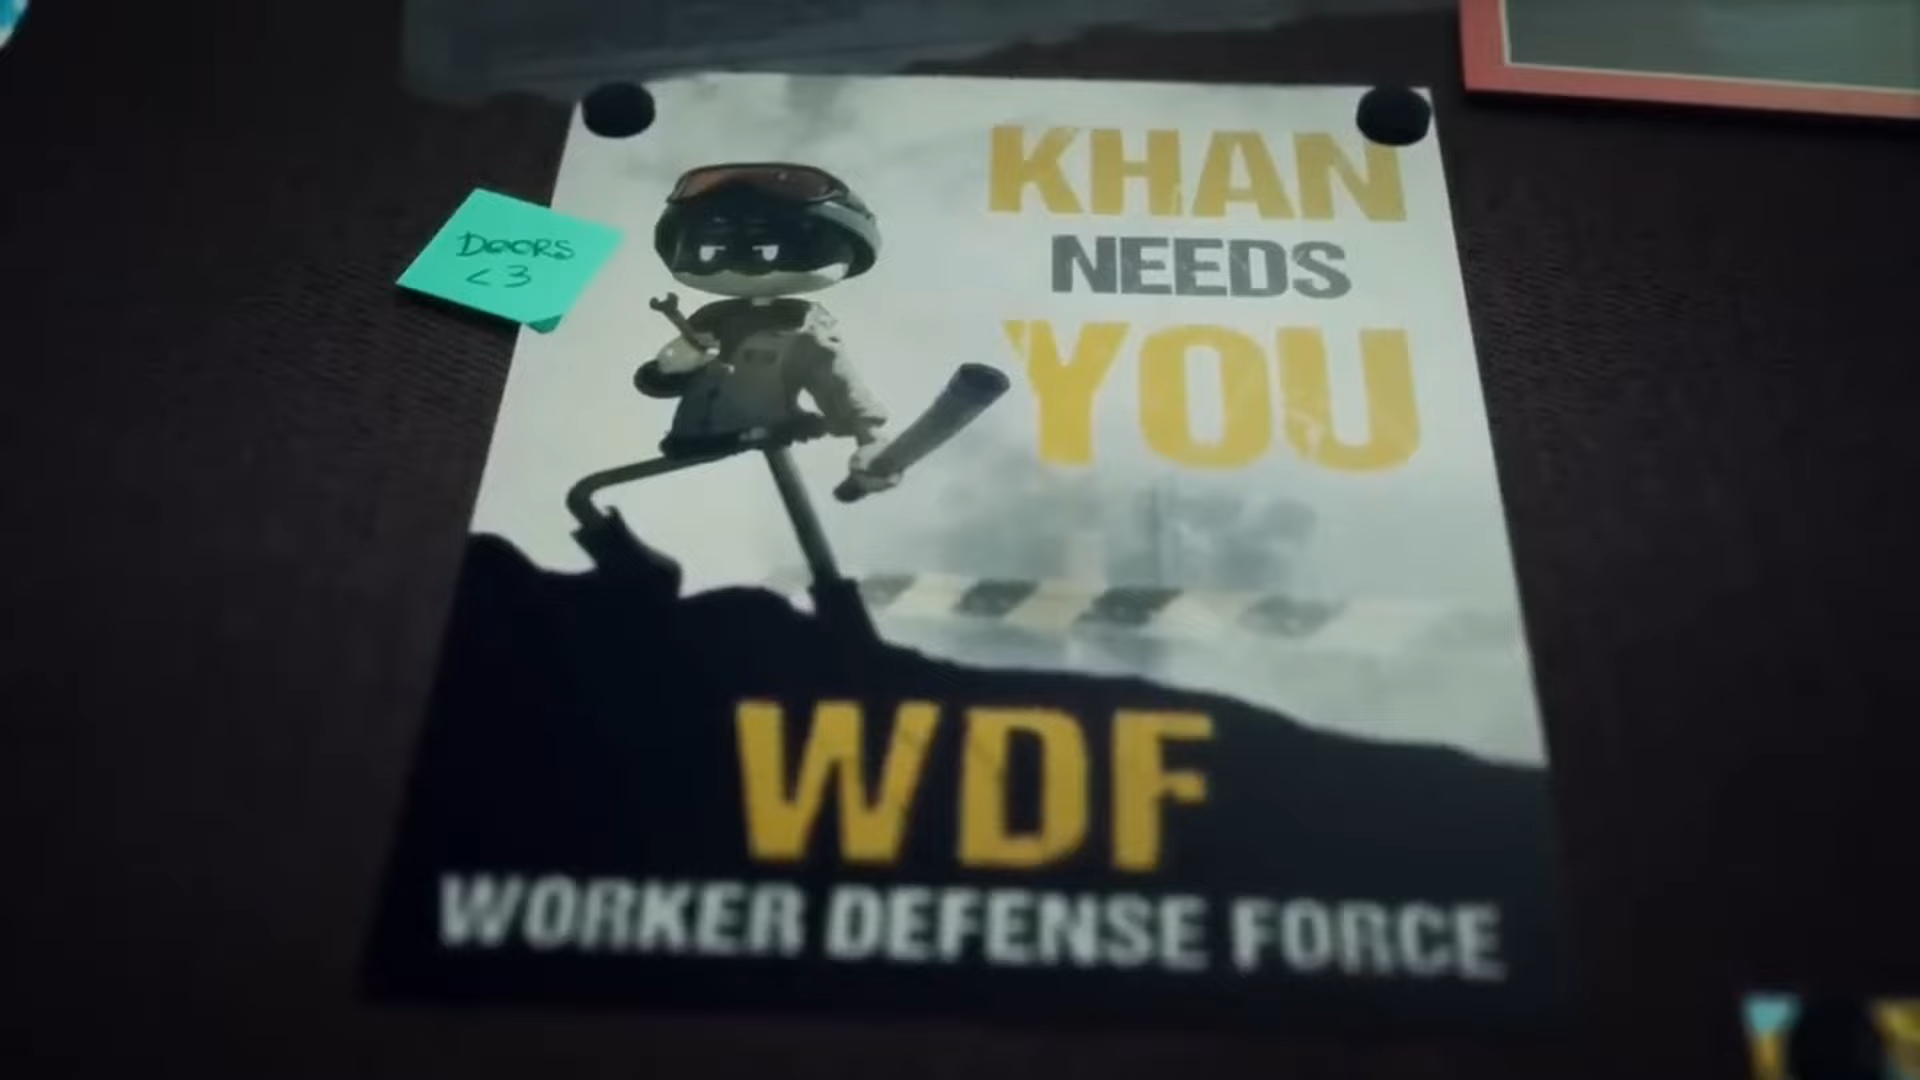 KHAN
NEEDS
YOU
DOORS
<3
WDF
WORKER DEFENSE FORCE